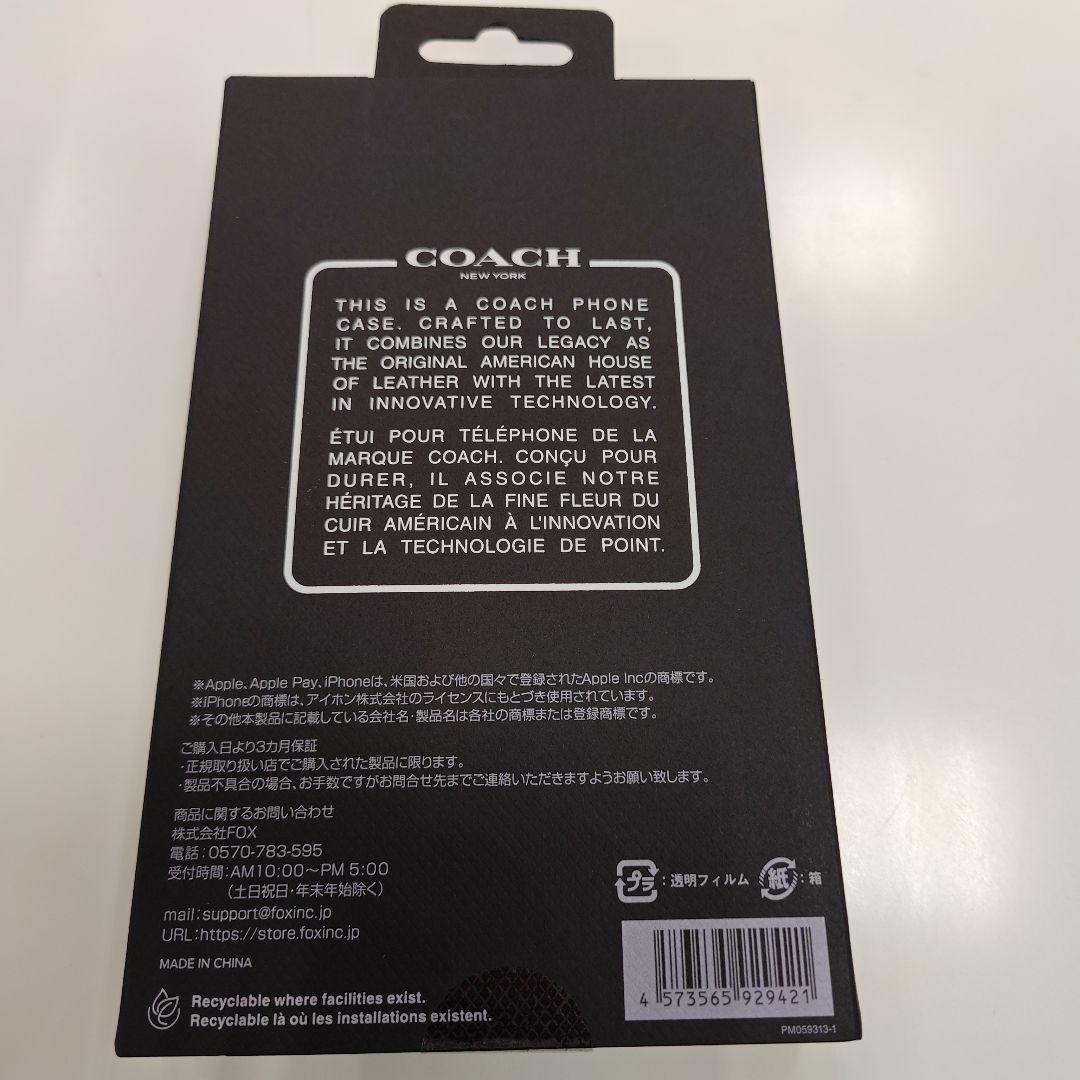 COACH
NEW YORK
THIS IS A COACH PHONE
CASE. CRAFTED TO LAST,
IT COMBINES OUR LEGACY AS
THE ORIGINAL AMERICAN HOUSE
OF LEATHER WITH THE LATEST
IN INNOVATIVE TECHNOLOGY.
ÉTUI POUR TÉLÉPHONE DE LA
MARQUE COACH. CONÇU POUR
DURER, IL ASSOCIE NOTRE
HÉRITAGE DE LA FINE FLEUR DU
CUIR AMÉRICAIN À L'INNOVATION
ET LA TECHNOLOGIE DE POINT.
※Apple、Apple Pay、iPhoneは、米国および他の国々で登録されたApple Incの商標です。
※iPhoneの商標は、アイホン株式会社のライセンスにもとづき使用されています。
※その他本製品に記載している会社名・製品名は各社の商標または登録商標です。
ご購入日より3カ月保証
・正規取り扱い店でご購入された製品に限ります。
・製品不具合の場合、お手数ですがお問合せ先までご連絡いただきますようお願い致します。
商品に関するお問い合わせ
株式会社FOX
電話：0570-783-595
受付時間：AM10:00～PM 5:00
（土日祝日・年末年始除く）
mail：support@foxinc.jp
URL：https://store.foxinc.jp
MADE IN CHINA
Recyclable where facilities exist.
Recyclable là où les installations existent.
プラ：透明フィルム 紙：箱
4 573565 929421
PM059313-1